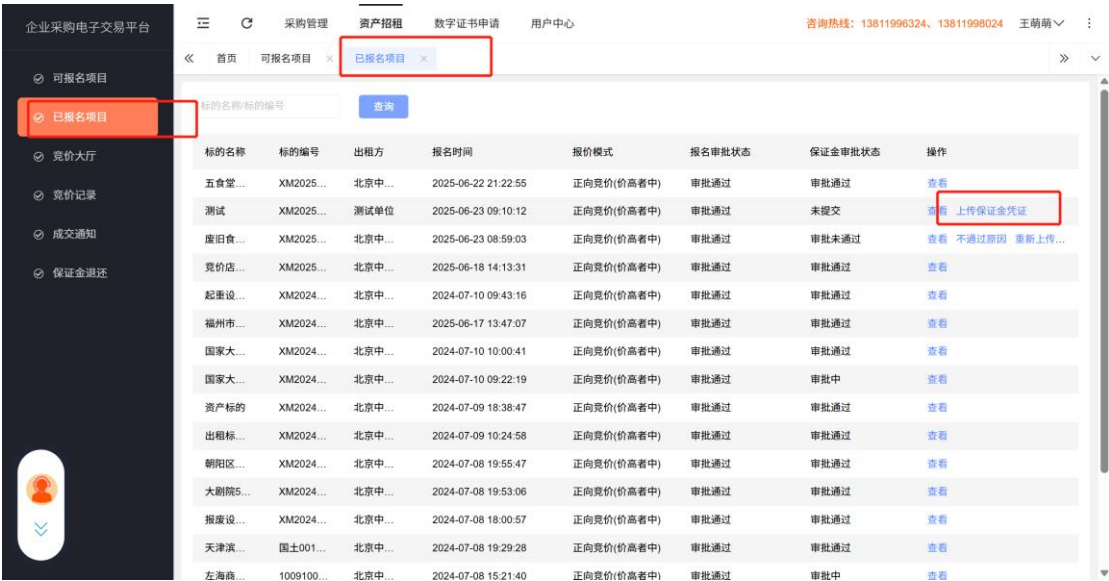 企业采购电子交易平台 采购管理 资产招租 数字证书申请 用户中心 咨询热线：13811996324、13811998024 王萌萌
首页 可报名项目 × 已报名项目 ×
可报名项目
已报名项目
竞价大厅
竞价记录
成交通知
保证金退还
标的名称/标的编号 查询
标的名称 标的编号 出租方 报名时间 报价模式 报名审批状态 保证金审批状态 操作
五食堂... XM2025... 北京中... 2025-06-22 21:22:55 正向竞价(价高者中) 审批通过 审批通过 查看
测试 XM2025... 测试单位 2025-06-23 09:10:12 正向竞价(价高者中) 审批通过 未提交 查看 上传保证金凭证
废旧食... XM2025... 北京中... 2025-06-23 08:59:03 正向竞价(价高者中) 审批通过 审批未通过 查看 不通过原因 重新上传...
竞价店... XM2025... 北京中... 2025-06-18 14:13:31 正向竞价(价高者中) 审批通过 审批通过 查看
起重设... XM2024... 北京中... 2024-07-10 09:43:16 正向竞价(价高者中) 审批通过 审批通过 查看
福州市... XM2024... 北京中... 2025-06-17 13:47:07 正向竞价(价高者中) 审批通过 审批通过 查看
国家大... XM2024... 北京中... 2024-07-10 10:00:41 正向竞价(价高者中) 审批通过 审批通过 查看
国家大... XM2024... 北京中... 2024-07-10 09:22:19 正向竞价(价高者中) 审批通过 审批中 查看
资产标的 XM2024... 北京中... 2024-07-09 18:38:47 正向竞价(价高者中) 审批通过 审批通过 查看
出租标... XM2024... 北京中... 2024-07-09 10:24:58 正向竞价(价高者中) 审批通过 审批通过 查看
朝阳区... XM2024... 北京中... 2024-07-08 19:55:47 正向竞价(价高者中) 审批通过 审批通过 查看
大剧院5... XM2024... 北京中... 2024-07-08 19:53:06 正向竞价(价高者中) 审批通过 审批通过 查看
报废设... XM2024... 北京中... 2024-07-08 18:00:57 正向竞价(价高者中) 审批通过 审批通过 查看
天津滨... 国土001... 北京中... 2024-07-08 19:29:28 正向竞价(价高者中) 审批通过 审批通过 查看
左海商... 1009100... 北京中... 2024-07-08 15:21:40 正向竞价(价高者中) 审批通过 审批中 查看